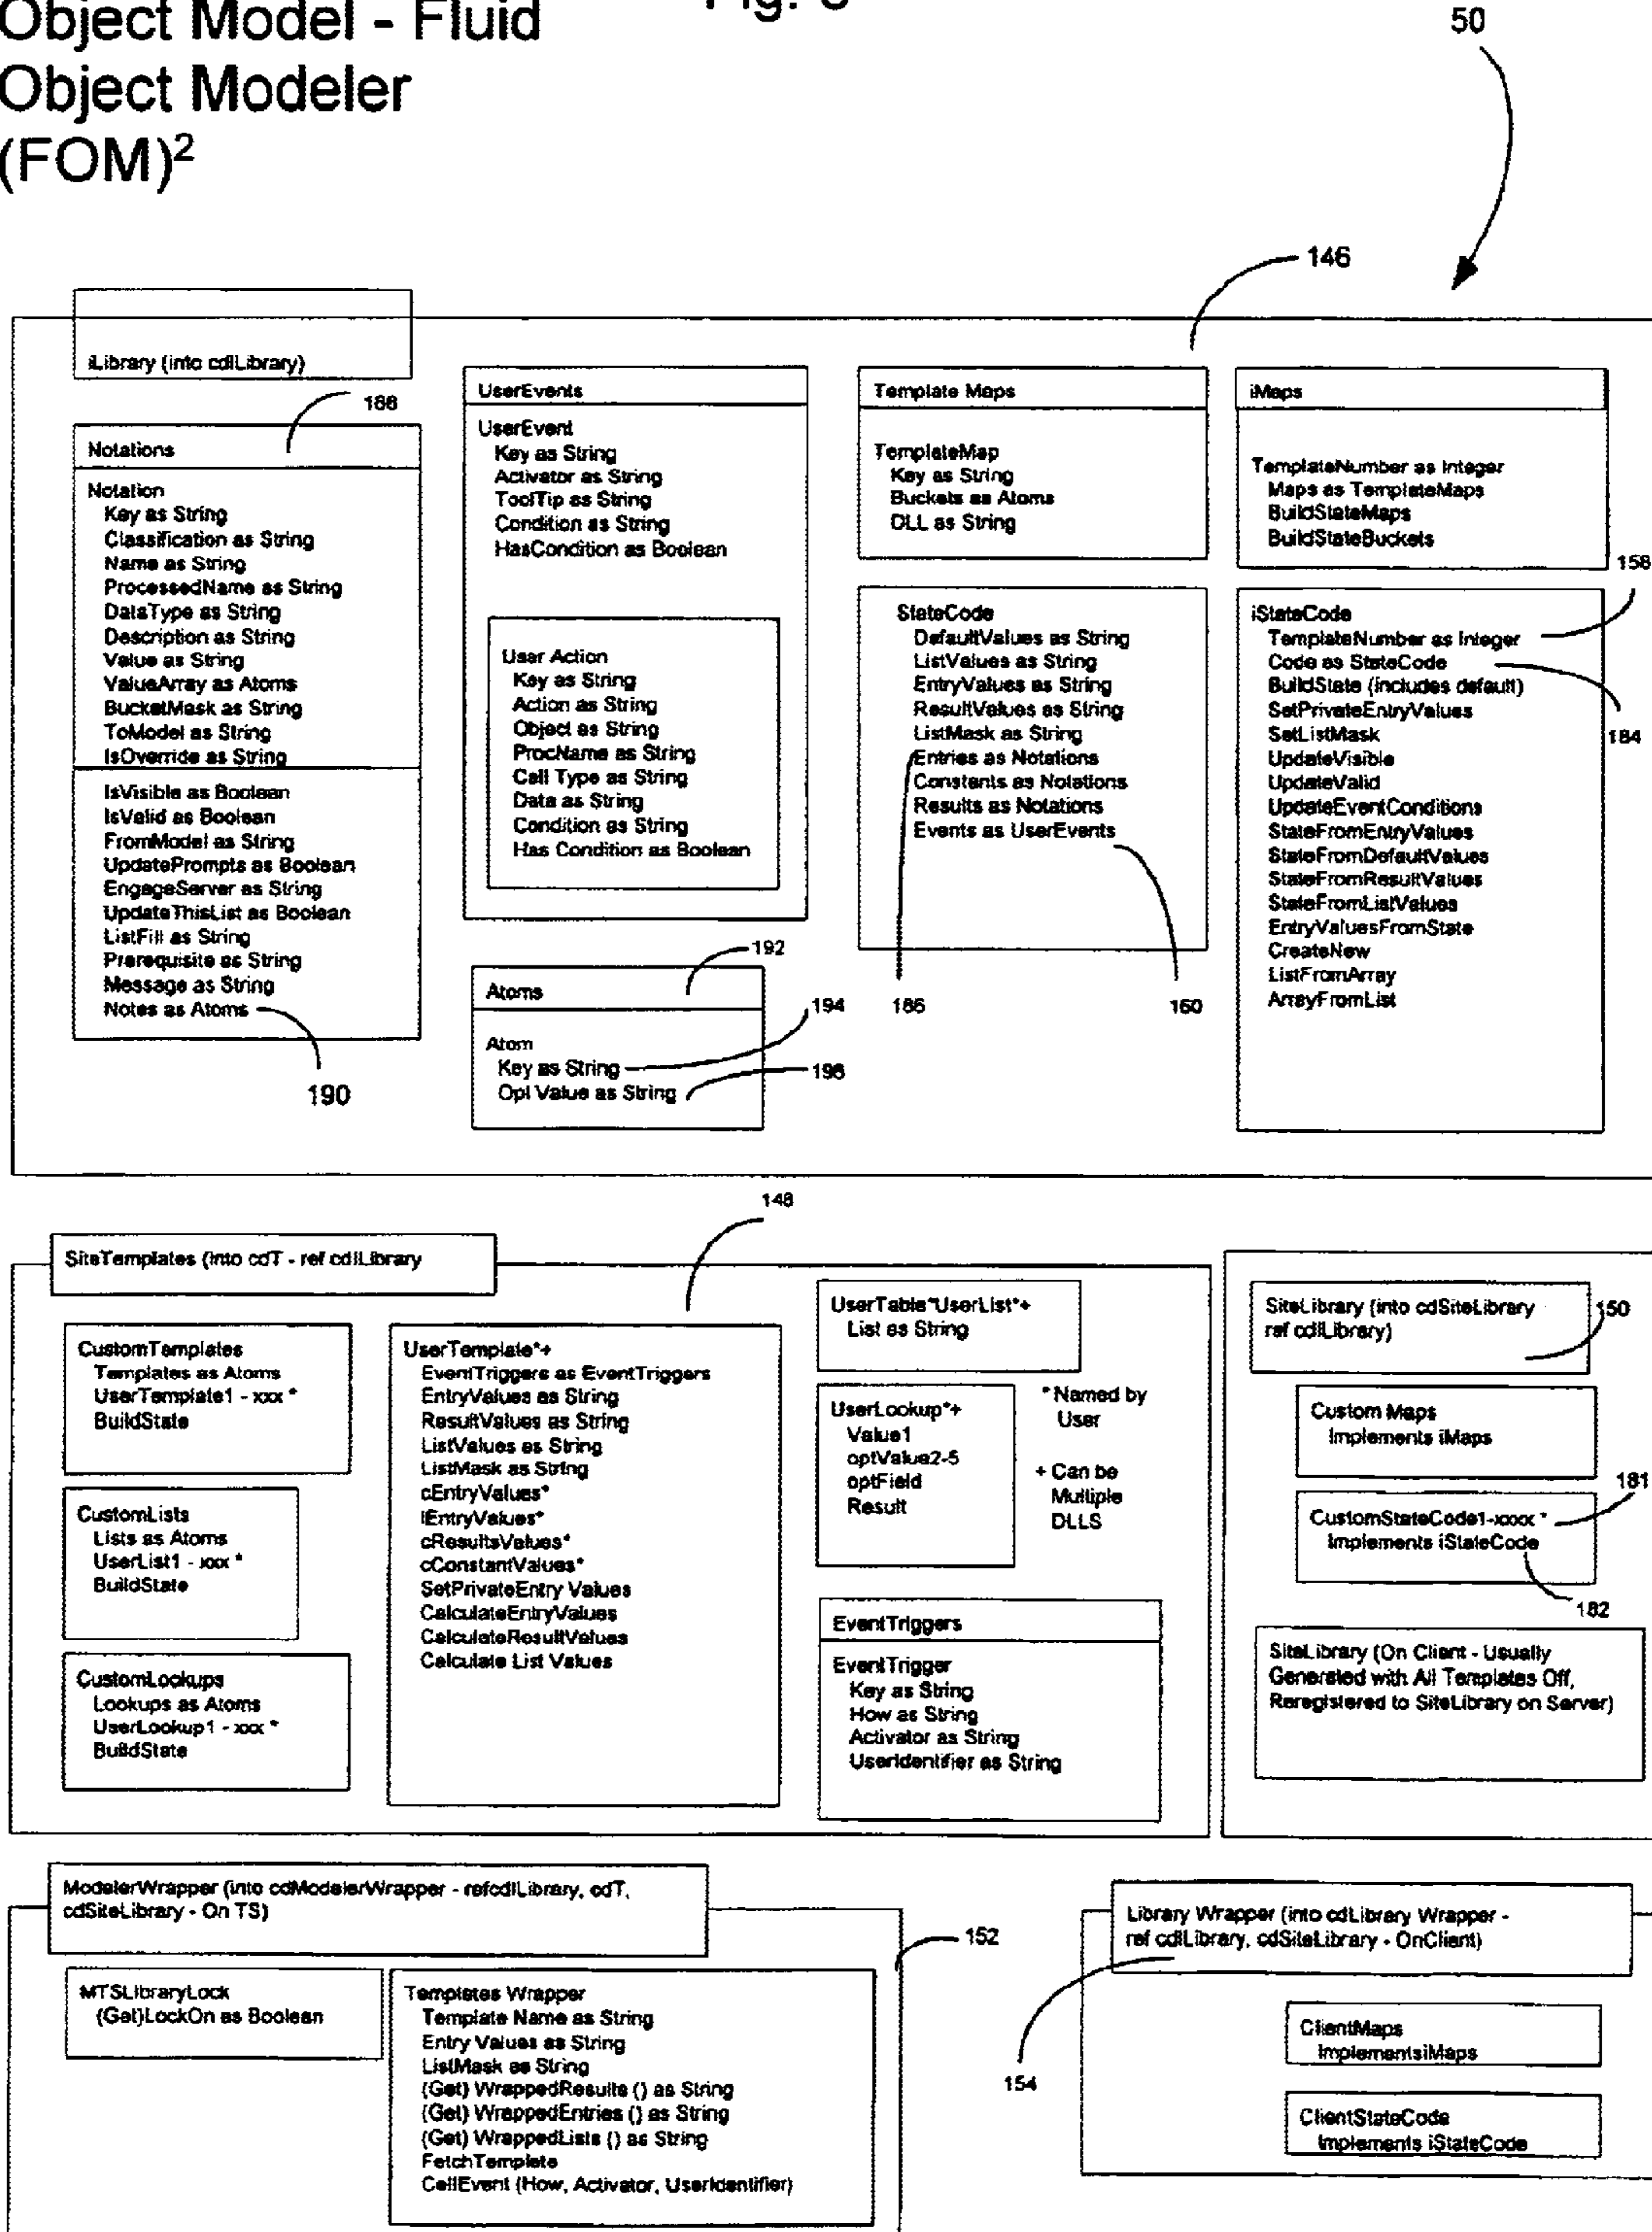 Object Model - Fluid
Object Modeler
(FOM)²
Fig.
50
146
iLibrary (into cdlLibrary)
188
Notations
Notation
Key as String
Classification as String
Name as String
ProcessedName as String
DataType as String
Description as String
Value as String
ValueArray as Atoms
BucketMask as String
ToModel as String
IsOverride as String
IsVisible as Boolean
IsValid as Boolean
FromModel as String
UpdatePrompts as Boolean
EngageServer as String
UpdateThisList as Boolean
ListFill as String
Prerequisite as String
Message as String
Notes as Atoms
190
UserEvents
UserEvent
Key as String
Activator as String
ToolTip as String
Condition as String
HasCondition as Boolean
User Action
Key as String
Action as String
Object as String
ProcName as String
Call Type as String
Data as String
Condition as String
Has Condition as Boolean
192
Atoms
Atom
Key as String
Opl Value as String
194
196
Template Maps
TemplateMap
Key as String
Buckets as Atoms
DLL as String
StateCode
DefaultValues as String
ListValues as String
EntryValues as String
ResultValues as String
ListMask as String
Entries as Notations
Constants as Notations
Results as Notations
Events as UserEvents
186
160
iMaps
TemplateNumber as Integer
Maps as TemplateMaps
BuildStateMaps
BuildStateBuckets
158
iStateCode
TemplateNumber as Integer
Code as StateCode
BuildState (includes default)
SetPrivateEntryValues
SetListMask
184
UpdateVisible
UpdateValid
UpdateEventConditions
StateFromEntryValues
StateFromDefaultValues
StateFromResultValues
StateFromListValues
EntryValuesFromState
CreateNew
ListFromArray
ArrayFromList
148
SiteTemplates (into cdT - ref cdlLibrary
CustomTemplates
Templates as Atoms
UserTemplate1 - xxx *
BuildState
CustomLists
Lists as Atoms
UserList1 - xxx *
BuildState
CustomLookups
Lookups as Atoms
UserLookup1 - xxx *
BuildState
UserTemplate*+
EventTriggers as EventTriggers
EntryValues as String
ResultValues as String
ListValues as String
ListMask as String
cEntryValues*
lEntryValues*
cResultsValues*
cConstantValues*
SetPrivateEntry Values
CalculateEntryValues
CalculateResultValues
Calculate List Values
UserTable*UserList*+
List as String
UserLookup*+
Value1
optValue2-5
optField
Result
* Named by
User
+ Can be
Multiple
DLLS
EventTriggers
EventTrigger
Key as String
How as String
Activator as String
UserIdentifier as String
SiteLibrary (into cdSiteLibrary
ref cdlLibrary)
150
Custom Maps
Implements iMaps
181
CustomStateCode1-xxxx *
Implements iStateCode
182
SiteLibrary (On Client - Usually
Generated with All Templates Off,
Reregistered to SiteLibrary on Server)
ModelerWrapper (into cdModelerWrapper - refcdlLibrary, cdT,
cdSiteLibrary - On TS)
152
MTSLibraryLock
(Get)LockOn as Boolean
Templates Wrapper
Template Name as String
Entry Values as String
ListMask as String
(Get) WrappedResults () as String
(Get) WrappedEntries () as String
(Get) WrappedLists () as String
FetchTemplate
CallEvent (How, Activator, UserIdentifier)
Library Wrapper (into cdLibrary Wrapper -
ref cdlLibrary, cdSiteLibrary - OnClient)
154
ClientMaps
ImplementsiMaps
ClientStateCode
Implements iStateCode